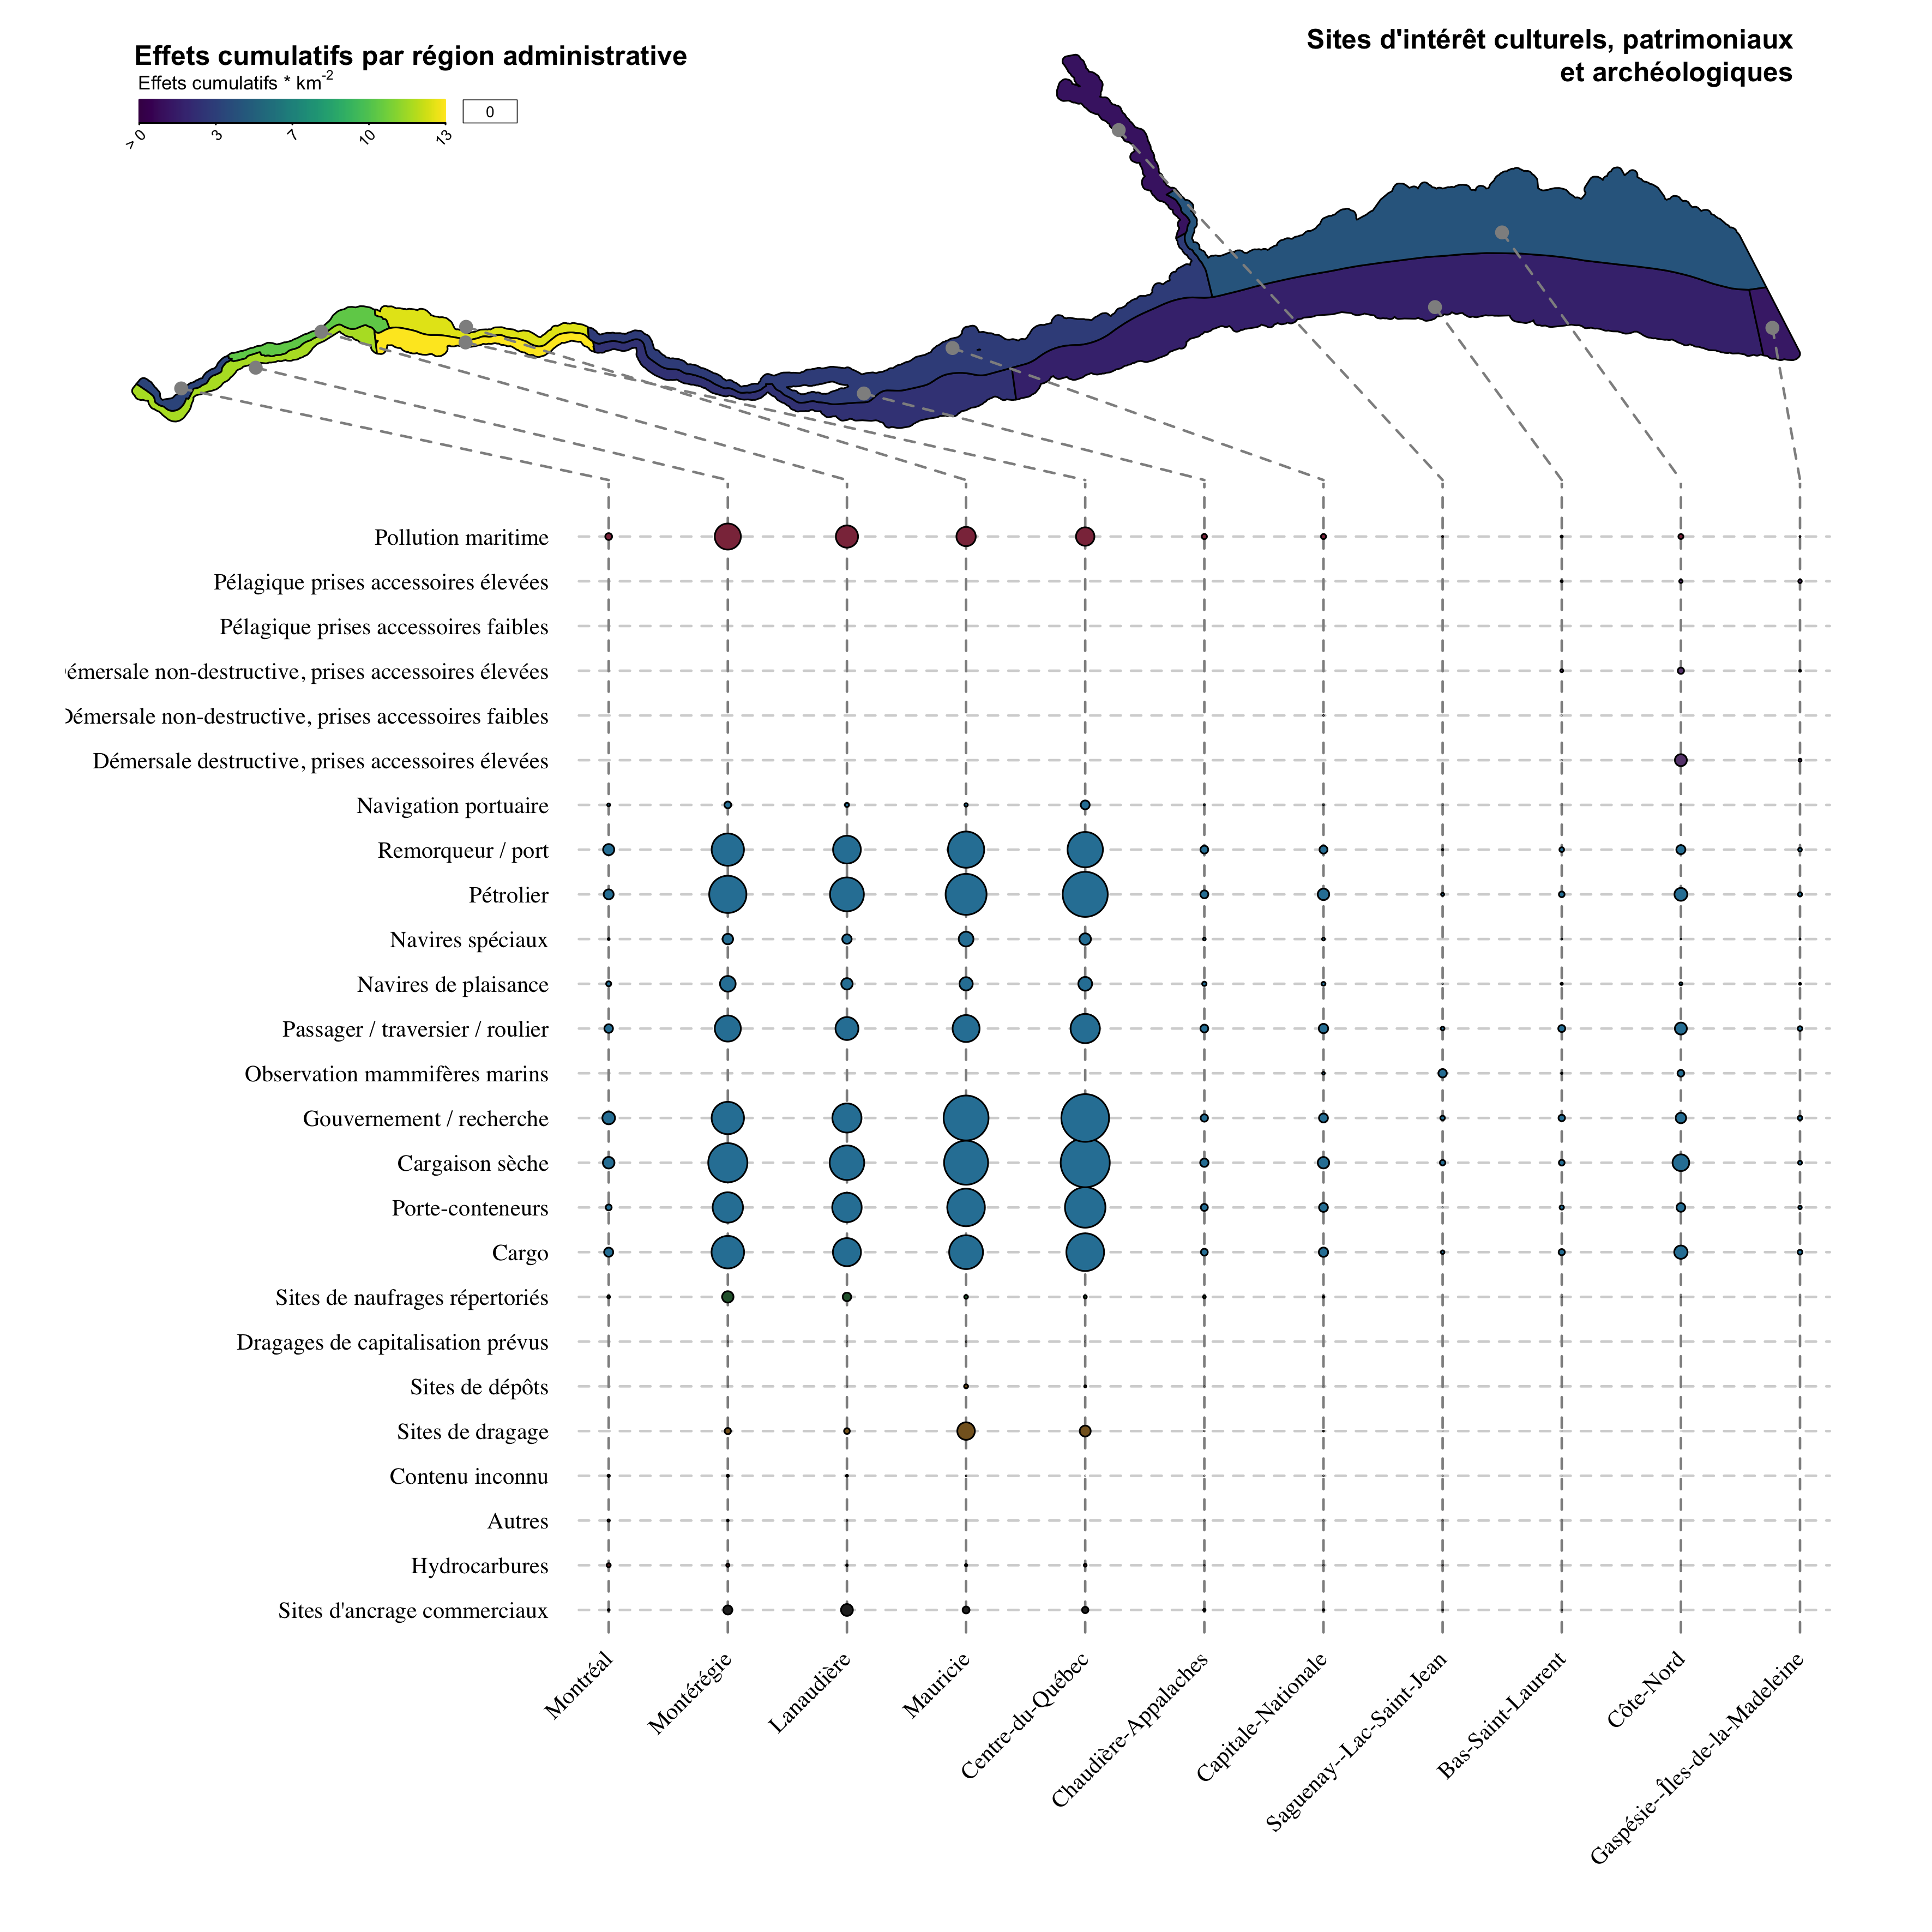 Effets cumulatifs par région administrative
Effets cumulatifs * km-2
> 0
3
7
10
13
0
Sites d'intérêt culturels, patrimoniaux
et archéologiques
Pollution maritime
Pélagique prises accessoires élevées
Pélagique prises accessoires faibles
émersale non-destructive, prises accessoires élevées
Démersale non-destructive, prises accessoires faibles
Démersale destructive, prises accessoires élevées
Navigation portuaire
Remorqueur / port
Pétrolier
Navires spéciaux
Navires de plaisance
Passager / traversier / roulier
Observation mammifères marins
Gouvernement / recherche
Cargaison sèche
Porte-conteneurs
Cargo
Sites de naufrages répertoriés
Dragages de capitalisation prévus
Sites de dépôts
Sites de dragage
Contenu inconnu
Autres
Hydrocarbures
Sites d'ancrage commerciaux
Montréal
Montérégie
Lanaudière
Mauricie
Centre-du-Québec
Chaudière-Appalaches
Capitale-Nationale
Saguenay--Lac-Saint-Jean
Bas-Saint-Laurent
Côte-Nord
Gaspésie--Îles-de-la-Madeleine